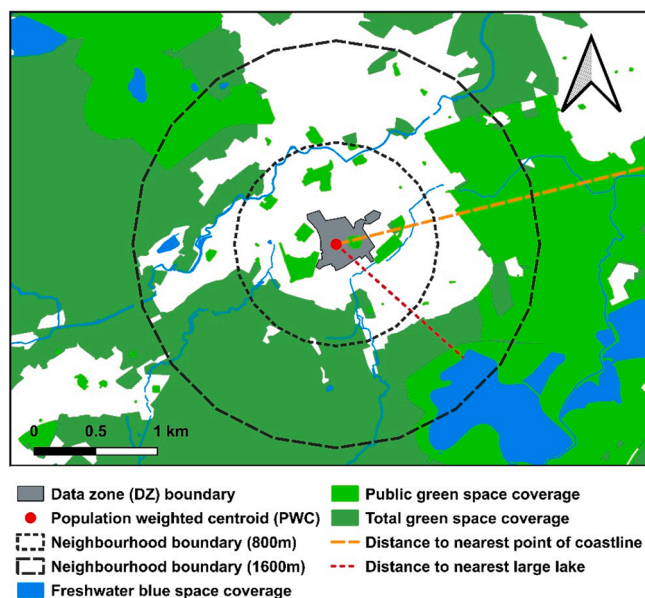 0 0.5 1 km
Data zone (DZ) boundary
Population weighted centroid (PWC)
Neighbourhood boundary (800m)
Neighbourhood boundary (1600m)
Freshwater blue space coverage
Public green space coverage
Total green space coverage
Distance to nearest point of coastline
Distance to nearest large lake